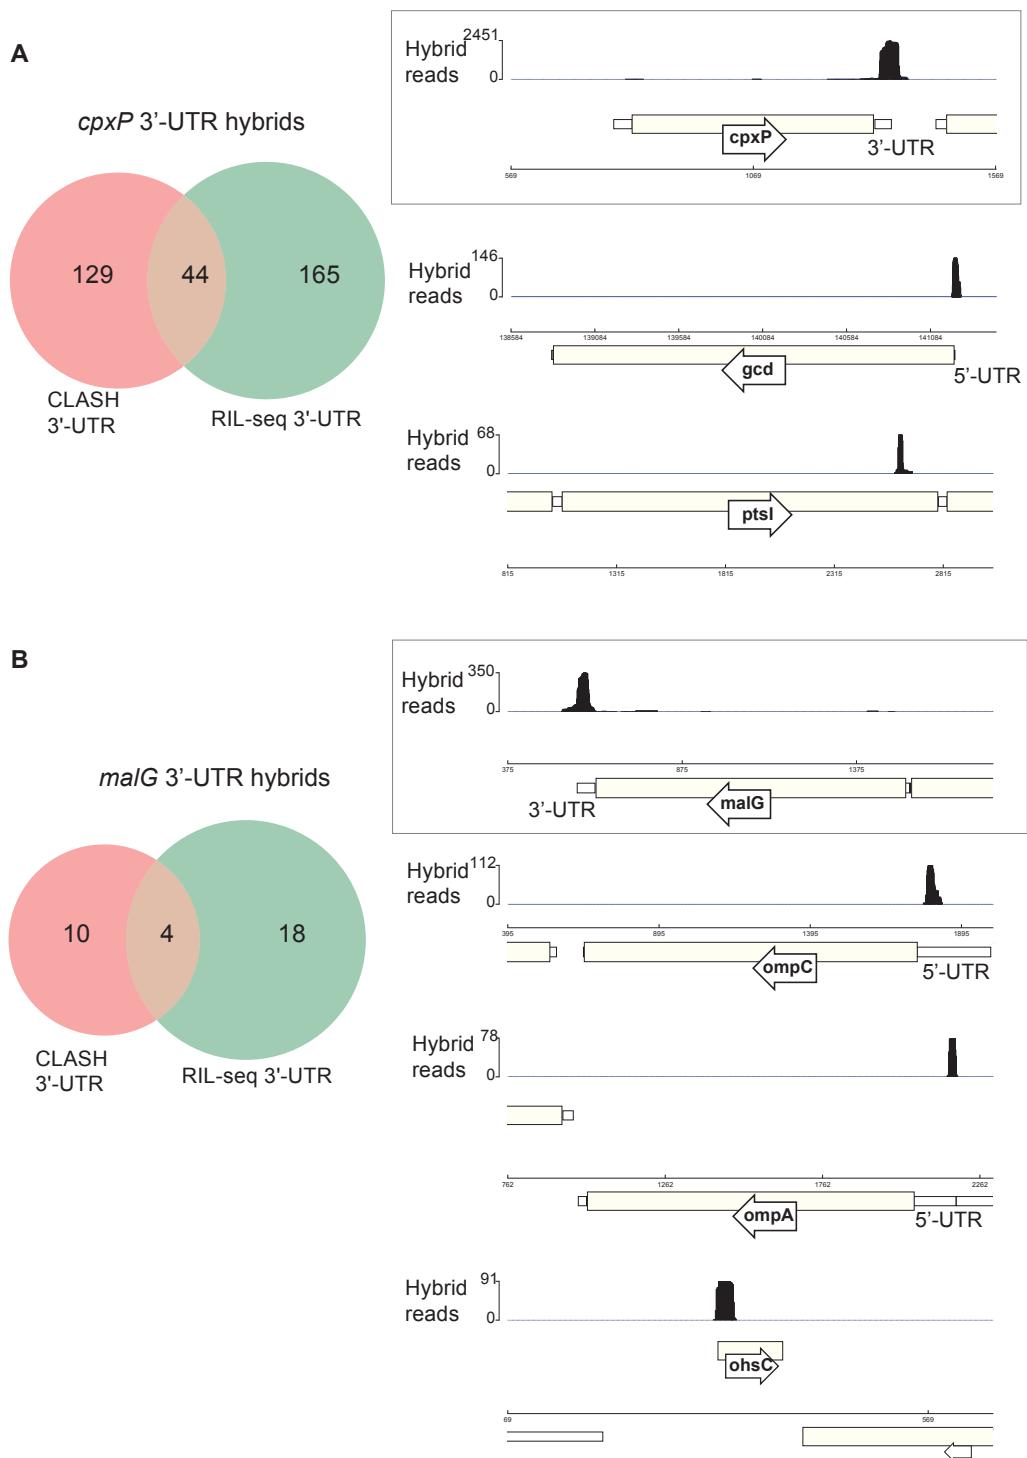 A
cpxP 3’-UTR hybrids
129
44
165
CLASH
3'-UTR
RIL-seq 3'-UTR
Hybrid
reads
2451
0
cpxP
3’-UTR
569
1069
1569
Hybrid
reads
146
0
138584
139084
139584
140084
140584
141084
gcd
5’-UTR
Hybrid
reads
68
0
ptsI
815
1315
1815
2315
2815
B
malG 3’-UTR hybrids
10
4
18
CLASH
3'-UTR
RIL-seq 3'-UTR
Hybrid
reads
350
0
375
875
1375
malG
3’-UTR
Hybrid
reads
112
0
395
895
1395
1895
ompC
5’-UTR
Hybrid
reads
78
0
762
1262
1762
2262
ompA
5’-UTR
Hybrid
reads
91
0
ohsC
69
569